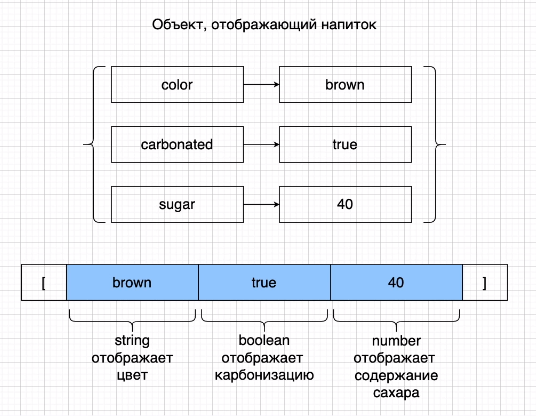 Объект, отображающий напиток
color brown
carbonated true
sugar 40
[ brown true 40 ]
string boolean number
отображает отображает отображает
цвет карбонизацию содержание
сахара